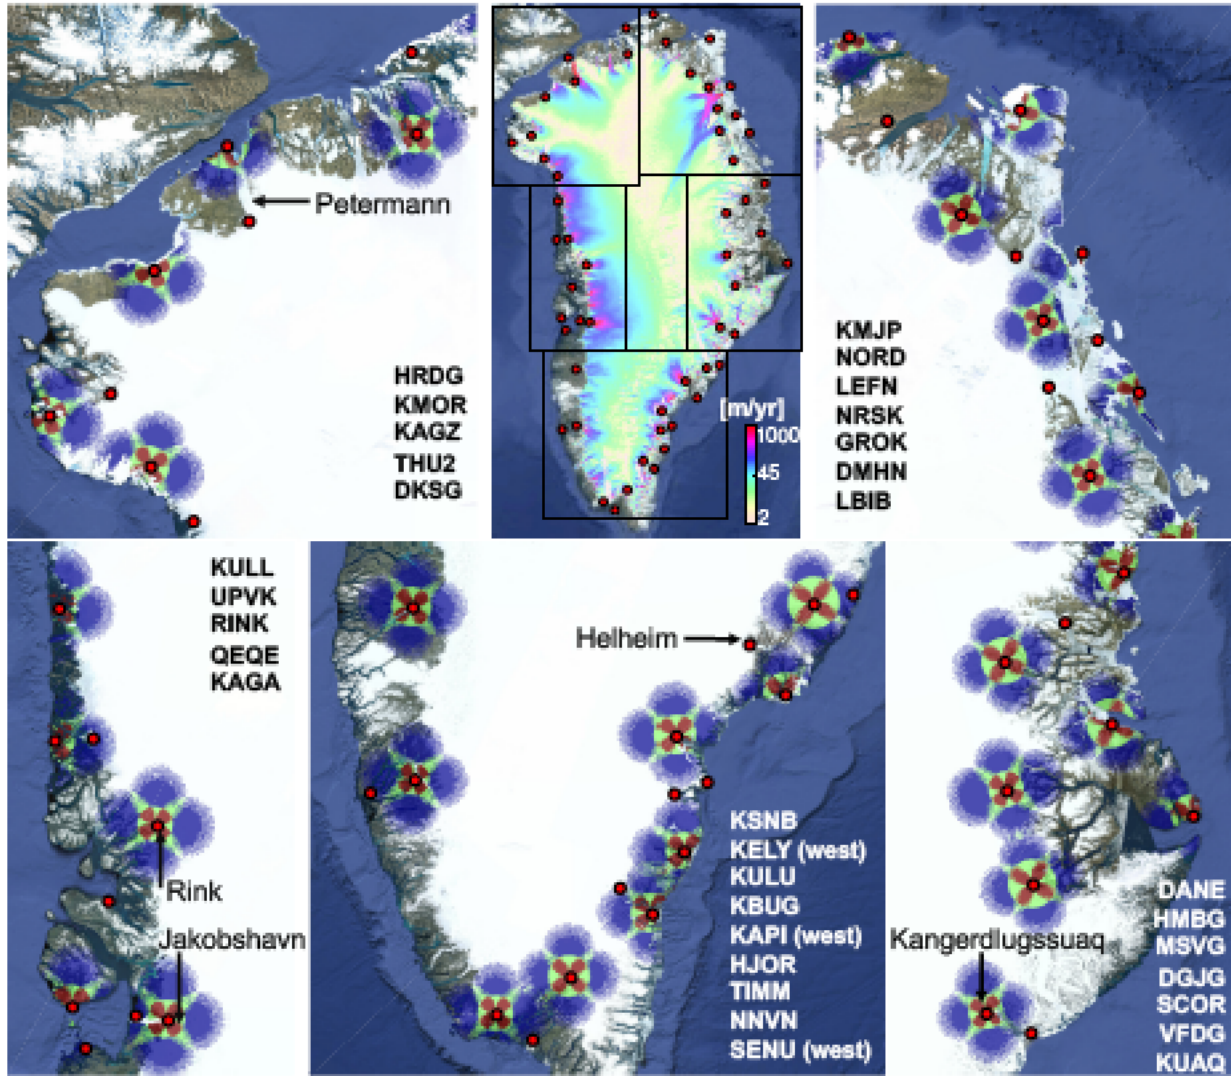 Petermann
HRDG
KMOR
KAGZ
THU2
DKSG
[m/yr]
1000
45
2
KMJP
NORD
LEFN
NRSK
GROK
DMHN
LBIB
KULL
UPVK
RINK
QEQE
KAGA
Rink
Jakobshavn
Helheim
KSNB
KELY (west)
KULU
KBUG
KAPI (west)
HJOR
TIMM
NNVN
SENU (west)
Kangerdlugssuaq
DANE
HMBG
MSVG
DGJG
SCOR
VFDG
KUAQ